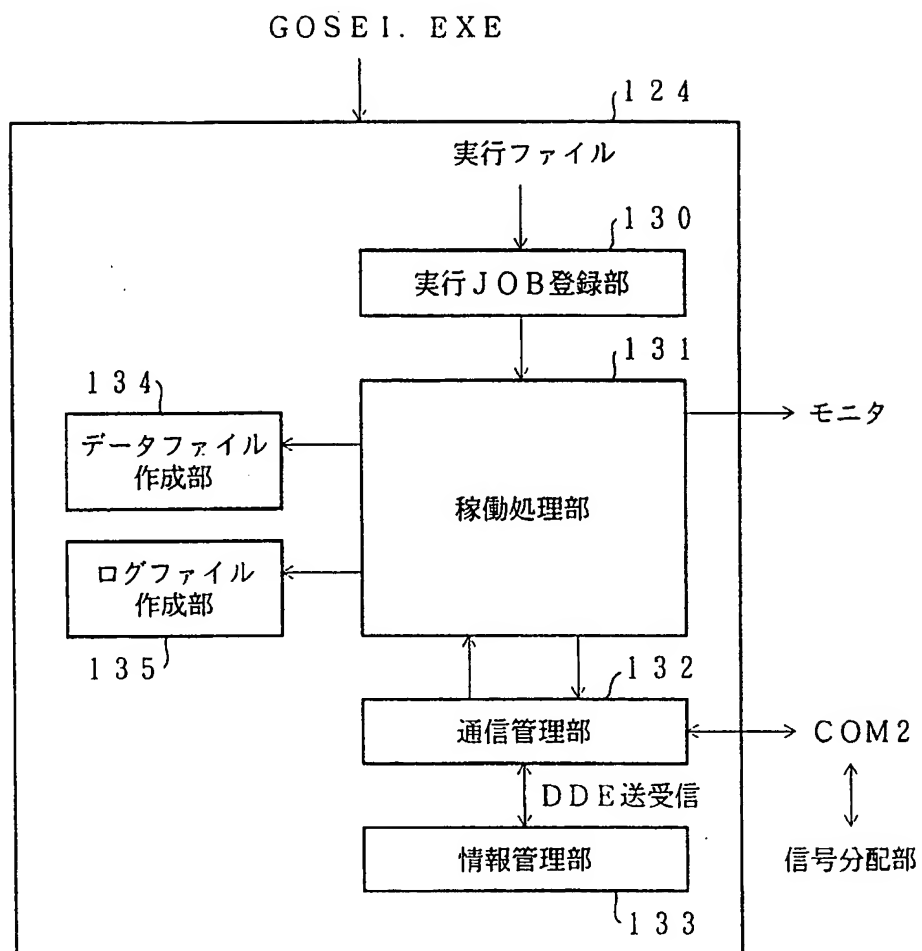 GOSEI. EXE
124
実行ファイル
130
実行JOB登録部
131
134
モニタ
データファイル
作成部
稼働処理部
ログファイル
作成部
135
132
通信管理部
COM2
DDE送受信
情報管理部
信号分配部
133